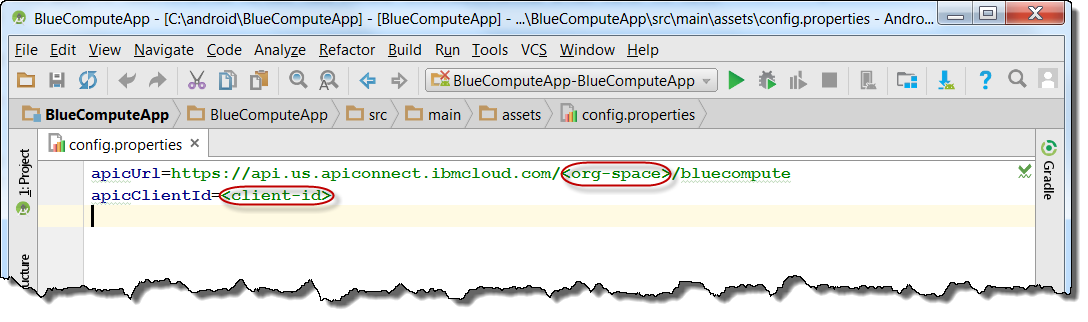 BlueComputeApp - [C:\android\BlueComputeApp] - [BlueComputeApp] - ...\BlueComputeApp\src\main\assets\config.properties - Andro...
File Edit View Navigate Code Analyze Refactor Build Run Tools VCS Window Help
BlueComputeApp-BlueComputeApp
BlueComputeApp BlueComputeApp src main assets config.properties
1: Project
config.properties
Gradle
apicUrl=https://api.us.apiconnect.ibmcloud.com/<org-space>/bluecompute
apicClientId=<client-id>
ucture